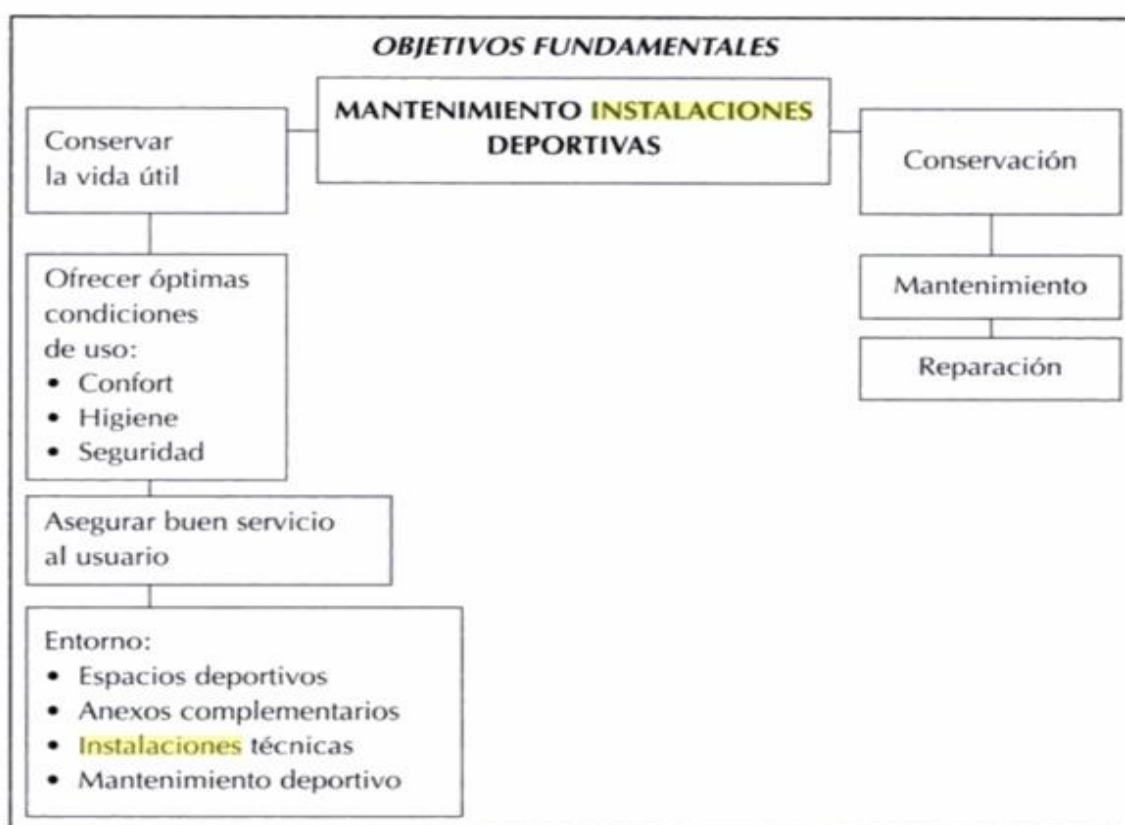 OBJETIVOS FUNDAMENTALES
MANTENIMIENTO INSTALACIONES
DEPORTIVAS
Conservar
la vida útil
Ofrecer óptimas
condiciones
de uso:
• Confort
• Higiene
• Seguridad
Asegurar buen servicio
al usuario
Entorno:
• Espacios deportivos
• Anexos complementarios
• Instalaciones técnicas
• Mantenimiento deportivo
Conservación
Mantenimiento
Reparación